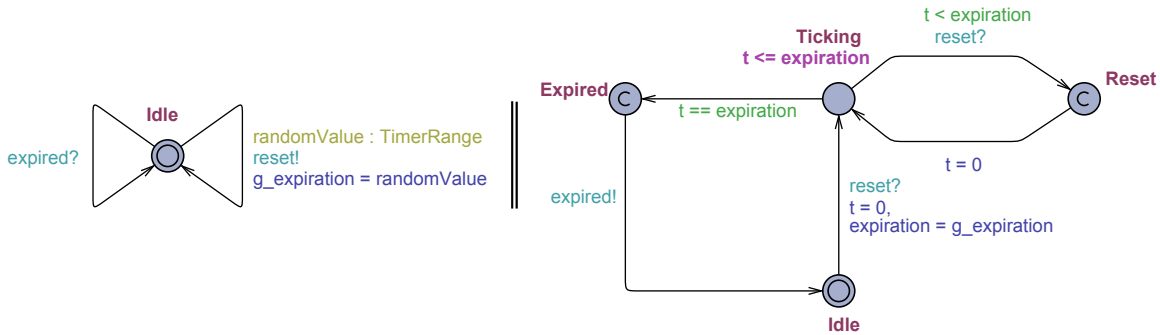 Idle
expired?
randomValue : TimerRange
reset!
g_expiration = randomValue
t < expiration
reset?
Ticking
t <= expiration
Expired
C
C
Reset
t == expiration
t = 0
expired!
reset?
t = 0,
expiration = g_expiration
Idle